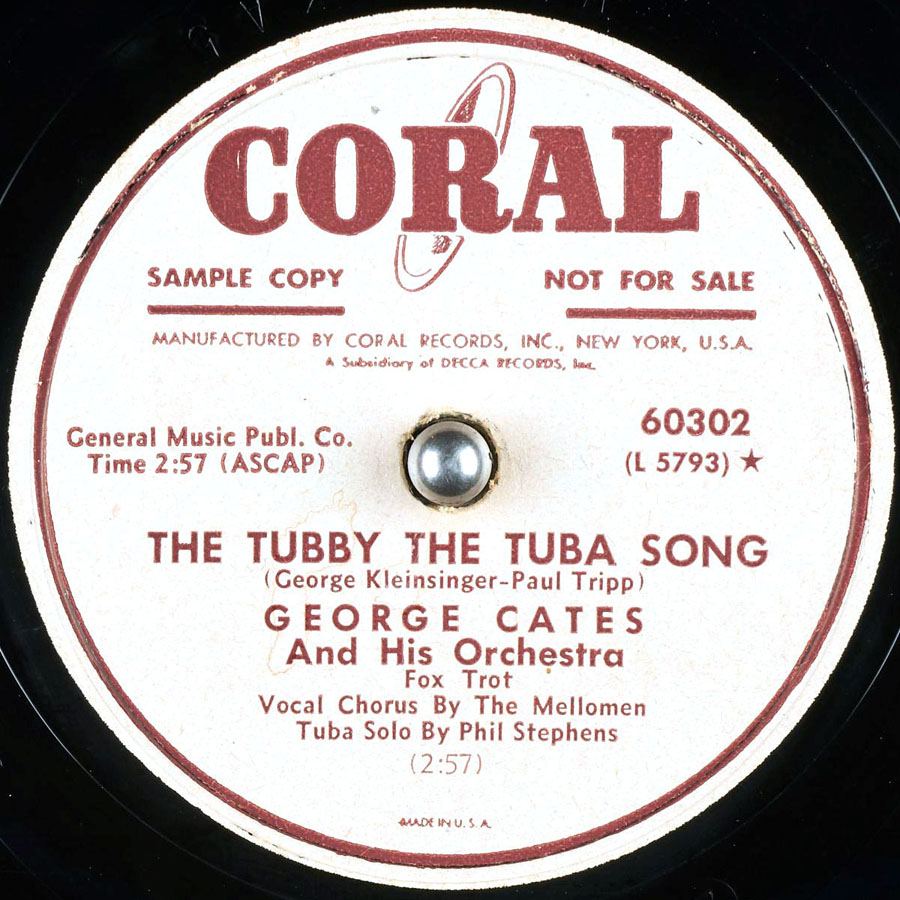 CORAL
SAMPLE COPY NOT FOR SALE
MANUFACTURED BY CORAL RECORDS, INC., NEW YORK, U.S.A.
A Subsidiary of DECCA RECORDS, Inc.
General Music Publ. Co.
Time 2:57 (ASCAP)
60302
(L 5793) ★
THE TUBBY THE TUBA SONG
(George Kleinsinger-Paul Tripp)
GEORGE CATES
And His Orchestra
Fox Trot
Vocal Chorus By The Mellomen
Tuba Solo By Phil Stephens
(2:57)
MADE IN U.S.A.